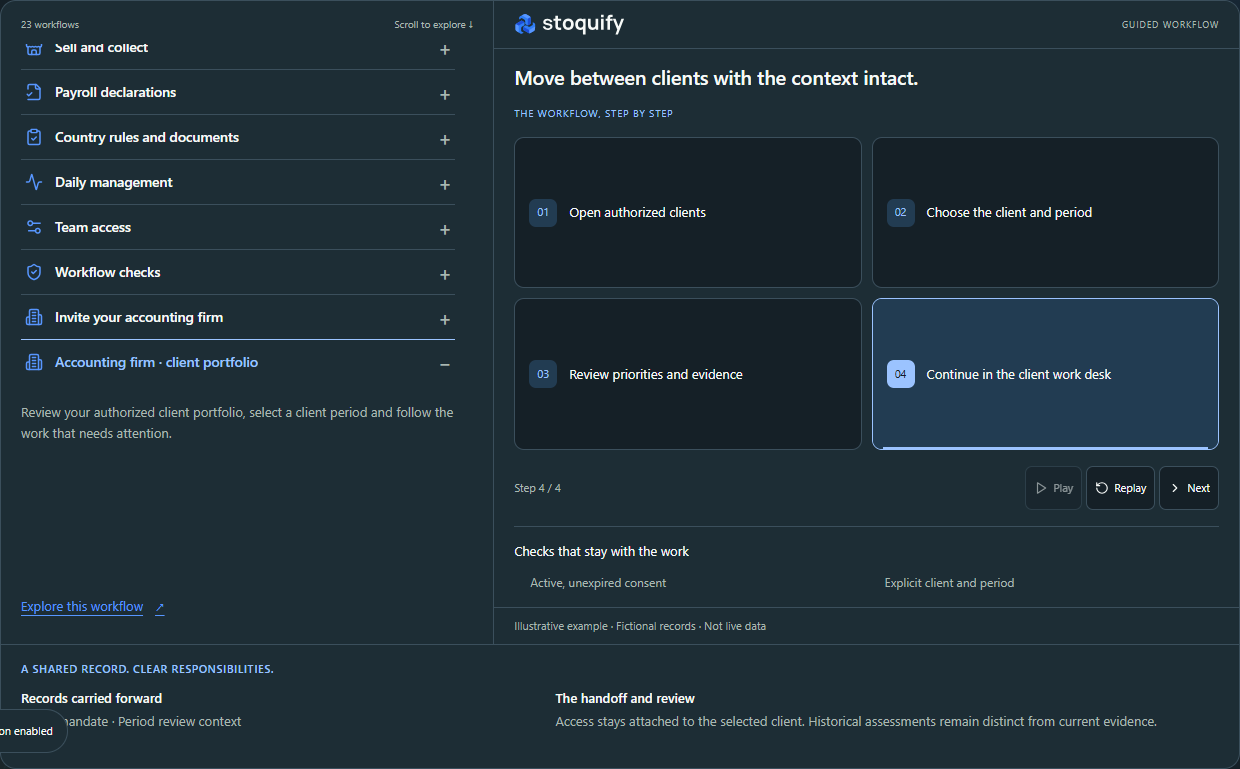 23 workflows
Scroll to explore ↓
Sell and collect
Payroll declarations
Country rules and documents
Daily management
Team access
Workflow checks
Invite your accounting firm
Accounting firm · client portfolio
Review your authorized client portfolio, select a client period and follow the
work that needs attention.
Explore this workflow ↗
stoquify
GUIDED WORKFLOW
Move between clients with the context intact.
THE WORKFLOW, STEP BY STEP
01 Open authorized clients
02 Choose the client and period
03 Review priorities and evidence
04 Continue in the client work desk
Step 4 / 4
Play
Replay
Next
Checks that stay with the work
Active, unexpired consent
Explicit client and period
Illustrative example · Fictional records · Not live data
A SHARED RECORD. CLEAR RESPONSIBILITIES.
Records carried forward
· Period review context
on enabled
The handoff and review
Access stays attached to the selected client. Historical assessments remain distinct from current evidence.